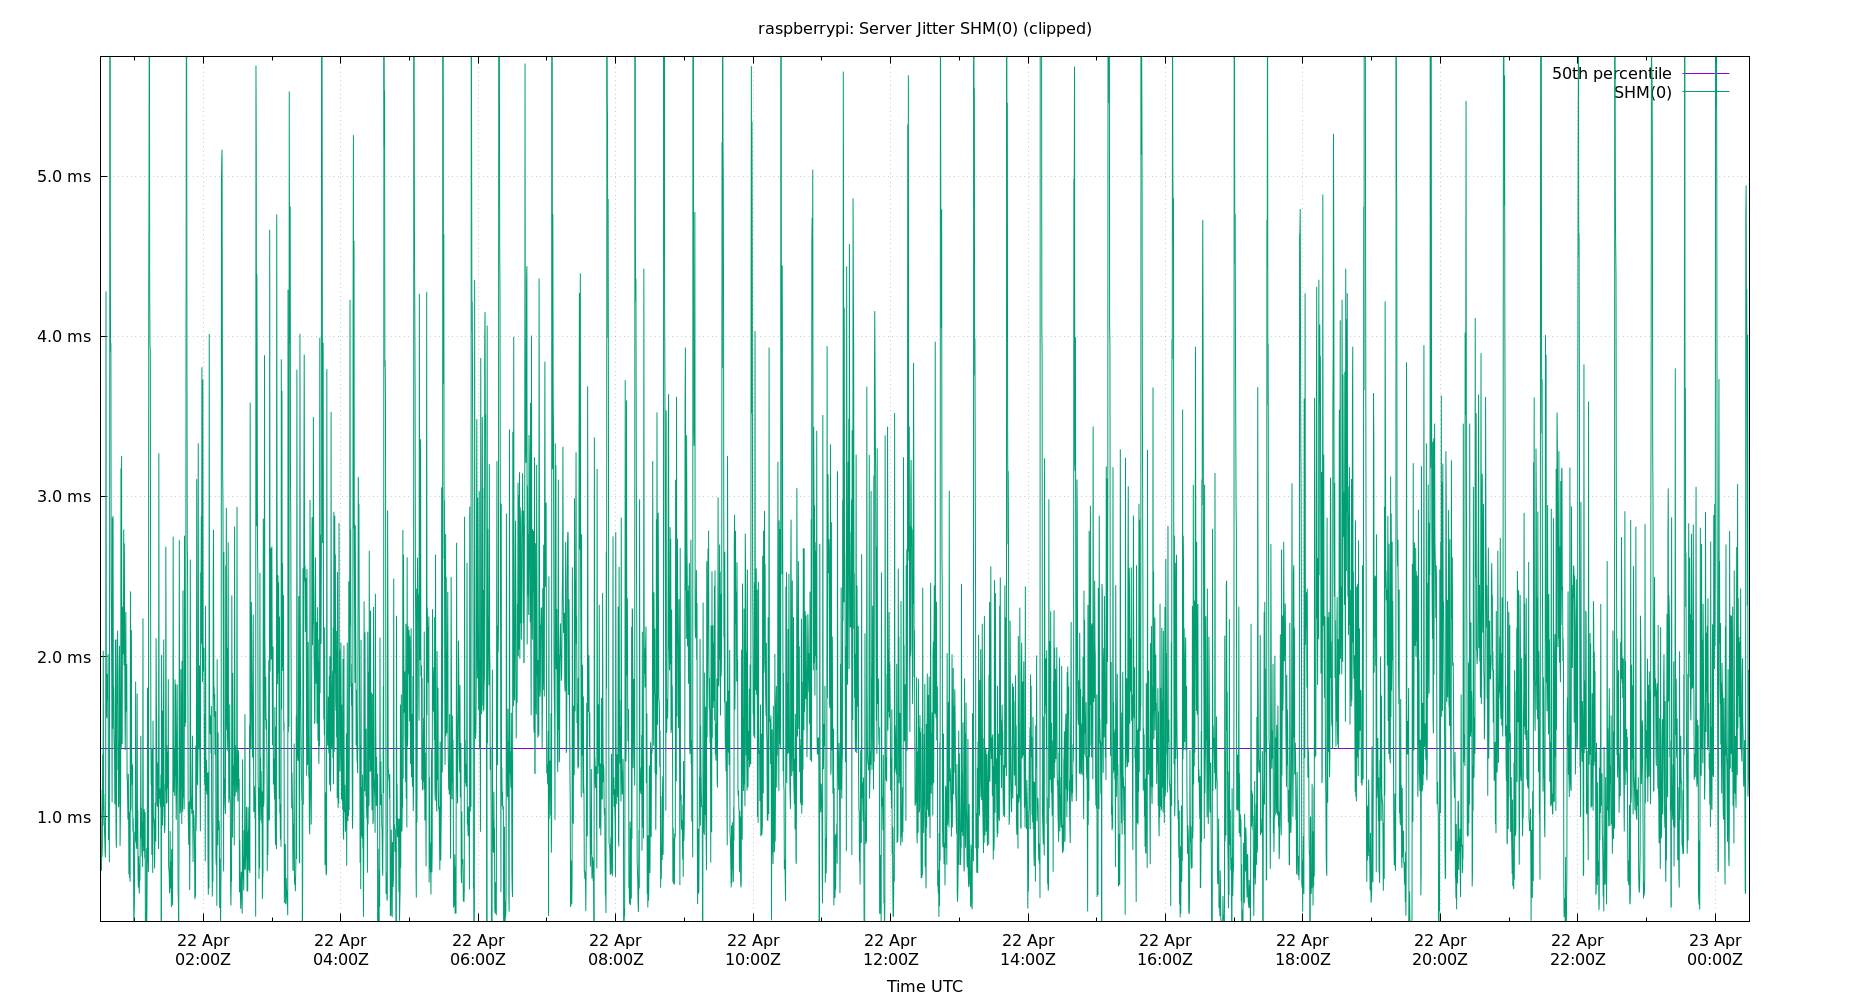 raspberrypi: Server Jitter SHM(0) (clipped)
50th percentile
SHM(0)
5.0 ms
4.0 ms
3.0 ms
2.0 ms
1.0 ms
22 Apr 22 Apr 22 Apr 22 Apr 22 Apr 22 Apr 22 Apr 22 Apr 22 Apr 22 Apr 22 Apr 23 Apr
02:00Z 04:00Z 06:00Z 08:00Z 10:00Z 12:00Z 14:00Z 16:00Z 18:00Z 20:00Z 22:00Z 00:00Z
Time UTC